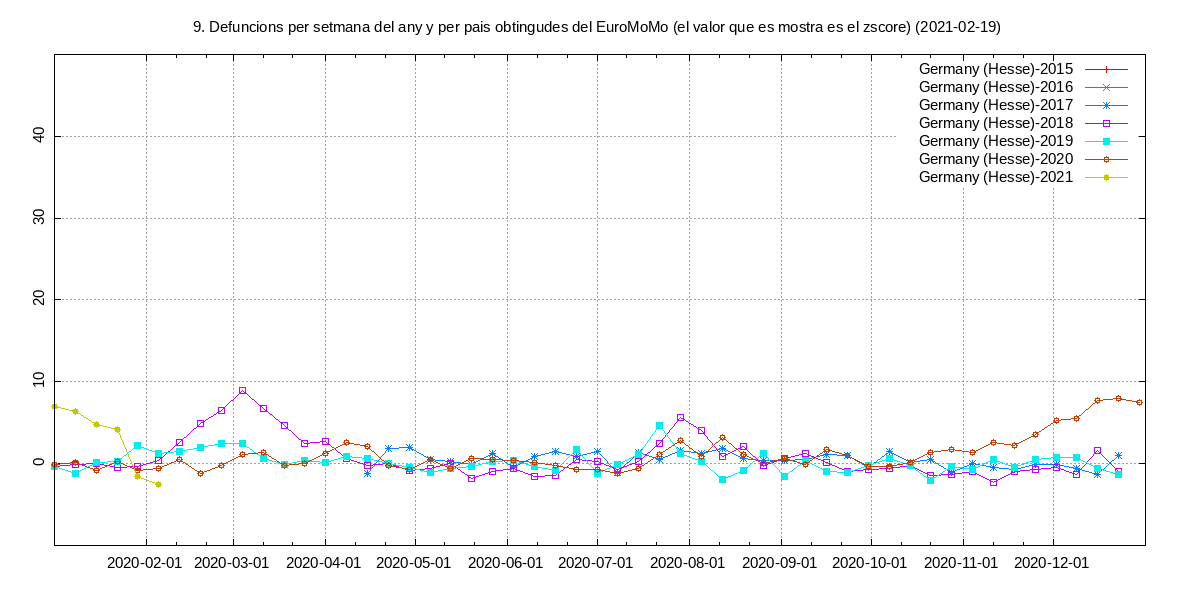 9. Defuncions per setmana del any y per pais obtingudes del EuroMoMo (el valor que es mostra es el zscore) (2021-02-19)
Germany (Hesse)-2015
Germany (Hesse)-2016
Germany (Hesse)-2017
Germany (Hesse)-2018
Germany (Hesse)-2019
Germany (Hesse)-2020
Germany (Hesse)-2021
40
30
20
10
0
2020-02-01 2020-03-01 2020-04-01 2020-05-01 2020-06-01 2020-07-01 2020-08-01 2020-09-01 2020-10-01 2020-11-01 2020-12-01